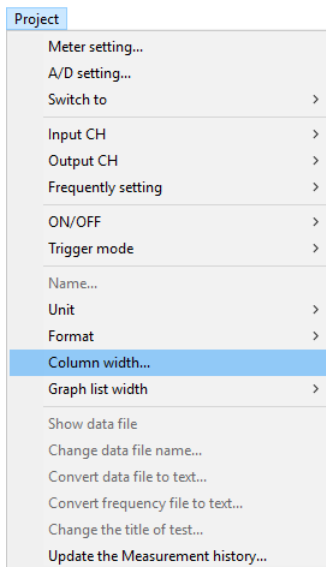 Project
Meter setting...
A/D setting...
Switch to
Input CH
Output CH
Frequently setting
ON/OFF
Trigger mode
Name...
Unit
Format
Column width...
Graph list width
Show data file
Change data file name...
Convert data file to text...
Convert frequency file to text...
Change the title of test...
Update the Measurement history...